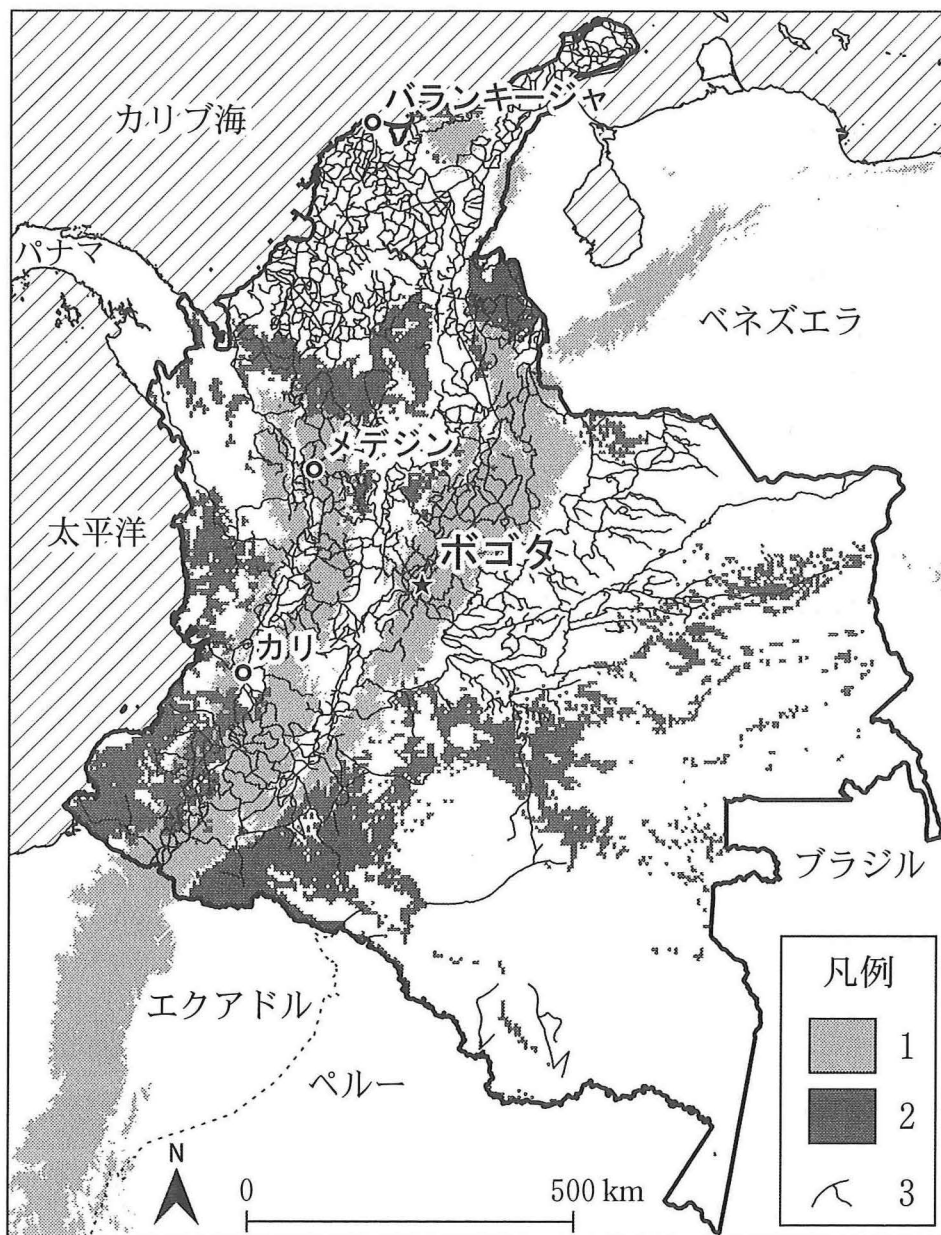 カリブ海
バランキージャ
パナマ
ベネズエラ
メデジン
太平洋
ボゴタ
カリ
ブラジル
エクアドル
ペルー
凡例
1
2
3
N
0
500 km